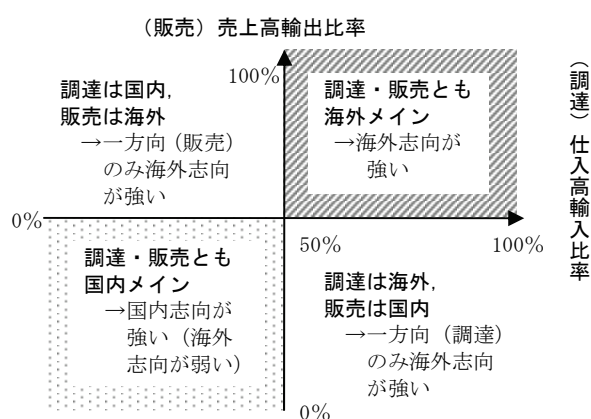 （販売）売上高輸出比率
100%
調達は国内，
販売は海外
→一方向（販売）
のみ海外志向
が強い
調達・販売とも
海外メイン
→海外志向が
強い
（調達）仕入高輸入比率
0%
50%
100%
調達・販売とも
国内メイン
→国内志向が
強い（海外
志向が弱い）
調達は海外，
販売は国内
→一方向（調達）
のみ海外志向
が強い
0%